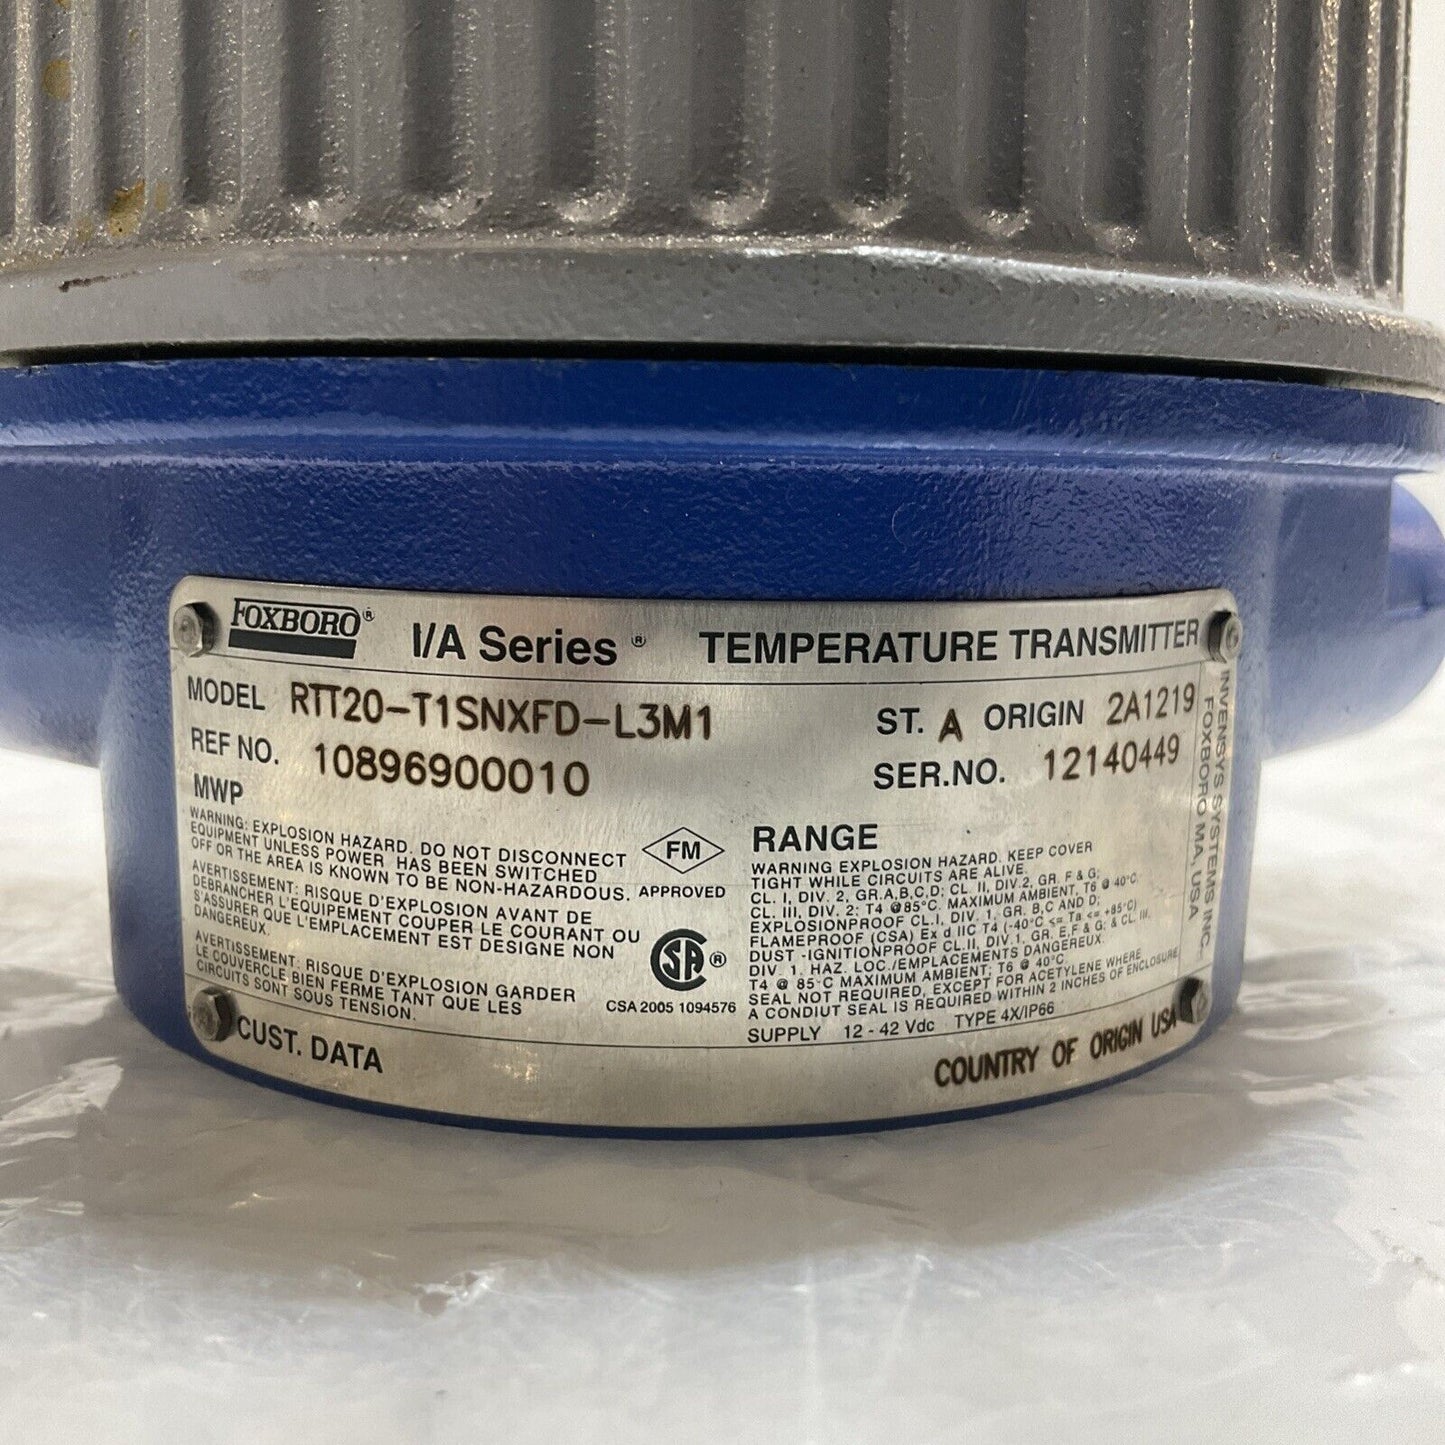 FOXBORO® I/A Series® TEMPERATURE TRANSMITTER
MODEL RTT20-T1SNXFD-L3M1 ST. A ORIGIN 2A1219
REF NO. 10896900010 SER.NO. 12140449
MWP
WARNING: EXPLOSION HAZARD. DO NOT DISCONNECT
EQUIPMENT UNLESS POWER HAS BEEN SWITCHED
OFF OR THE AREA IS KNOWN TO BE NON-HAZARDOUS.
AVERTISSEMENT: RISQUE D'EXPLOSION AVANT DE
DEBRANCHER L'EQUIPEMENT COUPER LE COURANT OU
S'ASSURER QUE L'EMPLACEMENT EST DESIGNE NON
DANGEREUX.
AVERTISSEMENT: RISQUE D'EXPLOSION GARDER
LE COUVERCLE BIEN FERME TANT QUE LES
CIRCUITS SONT SOUS TENSION.
CUST. DATA
FM
APPROVED
SA®
CSA 2005 1094576
RANGE
WARNING EXPLOSION HAZARD. KEEP COVER
TIGHT WHILE CIRCUITS ARE ALIVE.
CL. I, DIV. 2, GR.A,B,C,D; CL. II, DIV.2, GR. F & G;
CL. III, DIV. 2: T4 @85°C. MAXIMUM AMBIENT, T6 @ 40°C.
EXPLOSIONPROOF CL.I, DIV. 1, GR. B,C AND D;
FLAMEPROOF (CSA) Ex d IIC T4 (-40°C <= Ta <= +85°C)
DUST -IGNITIONPROOF CL.II, DIV.1, GR. E,F & G: & CL. III,
DIV. 1. HAZ. LOC./EMPLACEMENTS DANGEREUX.
T4 @ 85°C MAXIMUM AMBIENT; T6 @ 40°C.
SEAL NOT REQUIRED, EXCEPT FOR ACETYLENE WHERE
A CONDIUT SEAL IS REQUIRED WITHIN 2 INCHES OF ENCLOSURE
SUPPLY 12 - 42 Vdc TYPE 4X/IP66
COUNTRY OF ORIGIN USA
INVENSYS SYSTEMS INC.
FOXBORO MA, USA